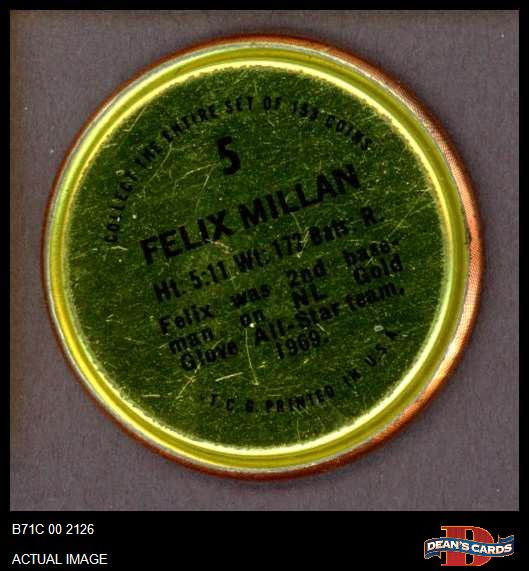 COLLECT THE ENTIRE SET OF 153 COINS
5
FELIX MILLAN
Ht: 5:11 Wt: 172 Bats: R.
Felix was 2nd base-
man on NL Gold
Glove All-Star team,
1969.
T.C.G. PRINTED IN U.S.A.
B71C 00 2126
ACTUAL IMAGE
D
DEAN'S CARDS